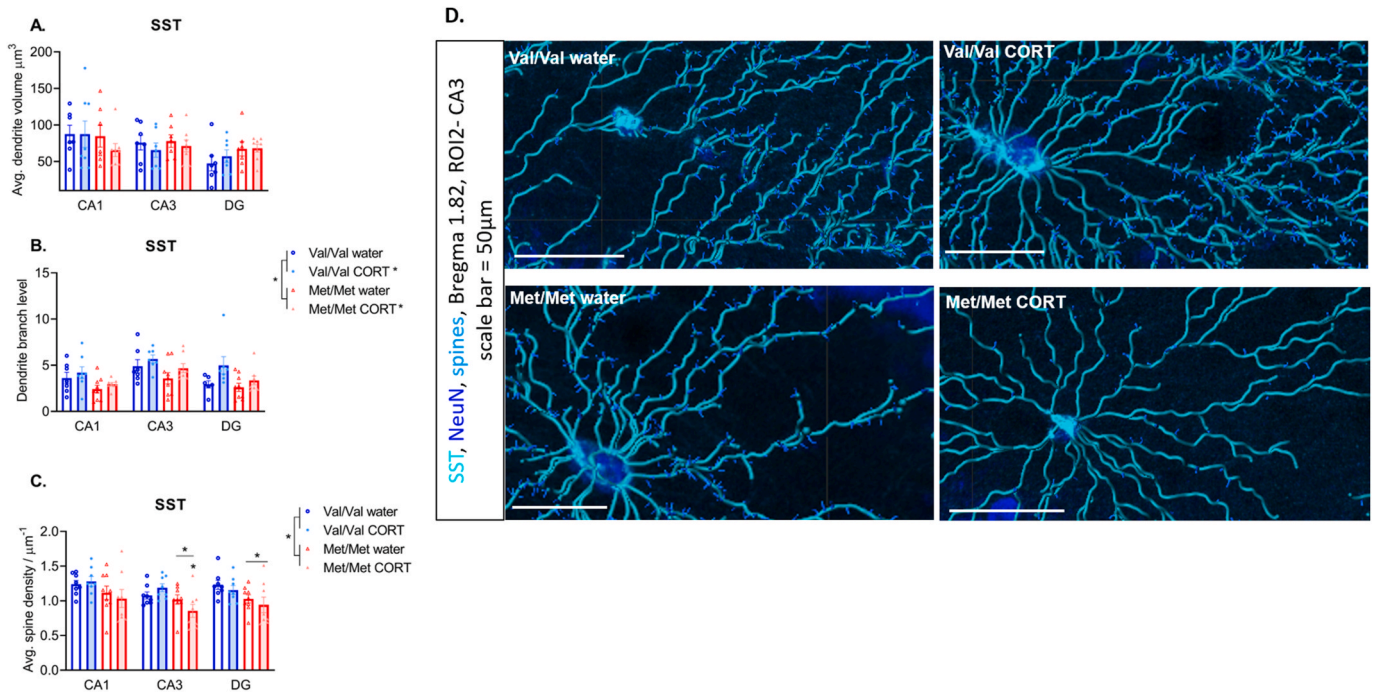 A.
SST
Avg. dendrite volume μm³
200
150
100
50
CA1 CA3 DG
B.
SST
Dendrite branch level
15
10
5
0
CA1 CA3 DG
*
Val/Val water
Val/Val CORT *
Met/Met water
Met/Met CORT *
C.
SST
Avg. spine density / μm⁻¹
2.0
1.5
1.0
0.5
0.0
* *
*
CA1 CA3 DG
*
Val/Val water
Val/Val CORT
Met/Met water
Met/Met CORT
D.
SST, NeuN, spines, Bregma 1.82, ROI2- CA3
scale bar = 50μm
Val/Val water
Val/Val CORT
Met/Met water
Met/Met CORT